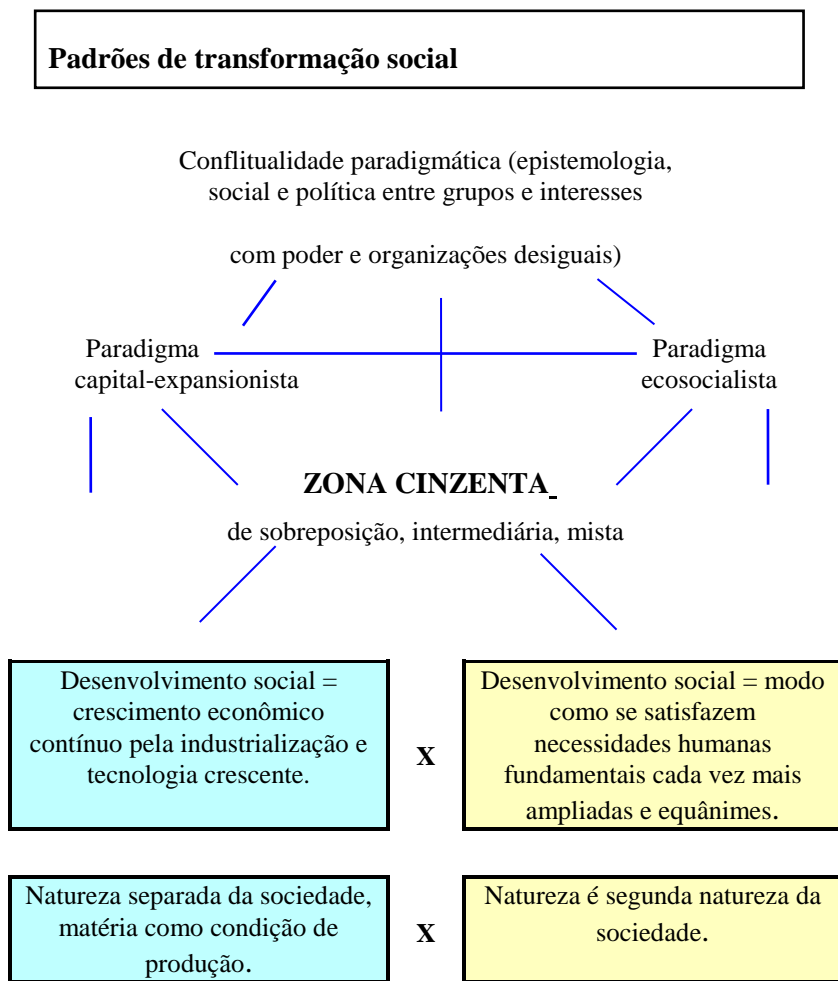 Padrões de transformação social
Conflitualidade paradigmática (epistemologia,
social e política entre grupos e interesses
com poder e organizações desiguais)
Paradigma
capital-expansionista
Paradigma
ecosocialista
ZONA CINZENTA
de sobreposição, intermediária, mista
Desenvolvimento social =
crescimento econômico
contínuo pela industrialização e
tecnologia crescente.
X
Desenvolvimento social = modo
como se satisfazem
necessidades humanas
fundamentais cada vez mais
ampliadas e equânimes.
Natureza separada da sociedade,
matéria como condição de
produção.
X
Natureza é segunda natureza da
sociedade.